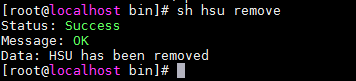 [root@localhost bin]# sh hsu remove
Status: Success
Message: OK
Data: HSU has been removed
[root@localhost bin]#